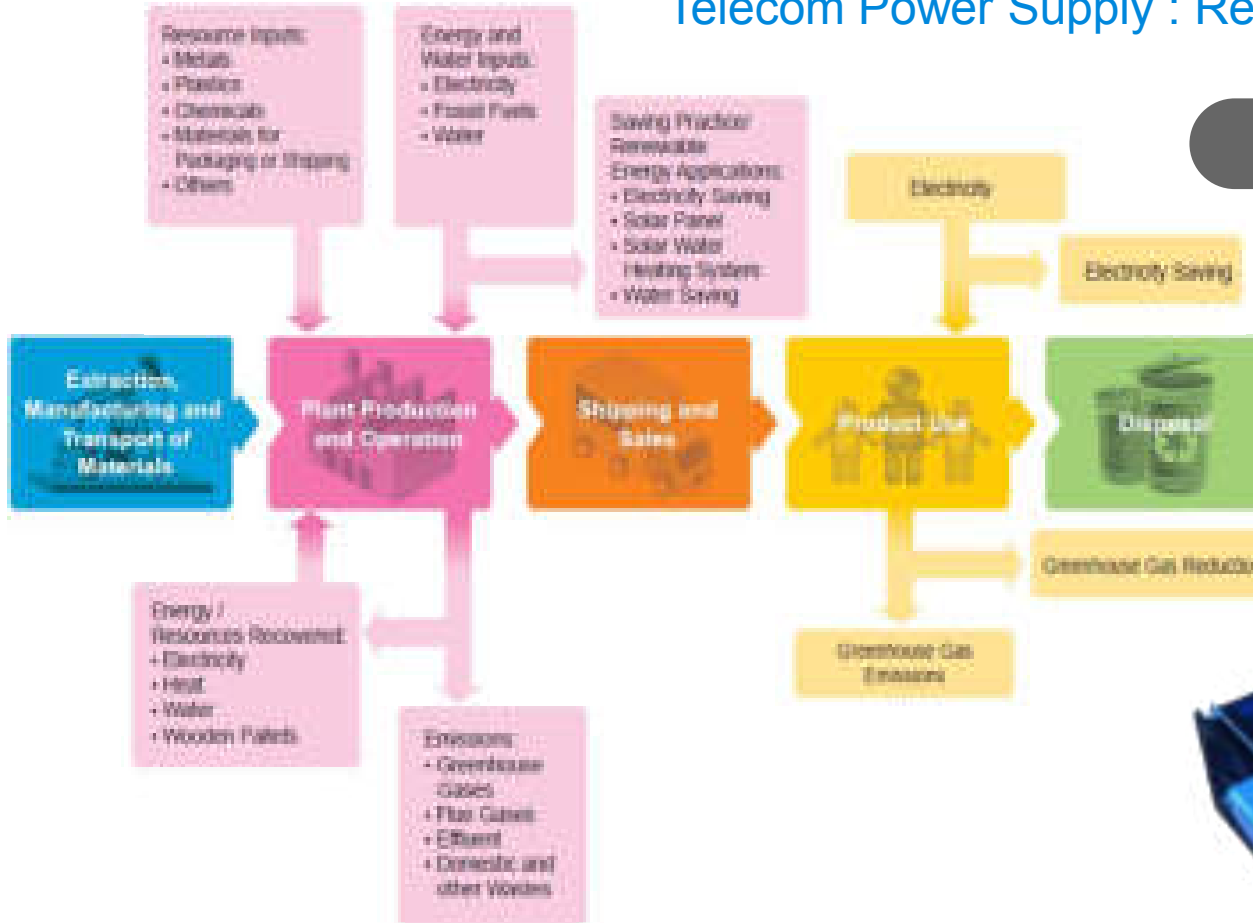 Telecom Power Supply : Re
Resource Inputs:
• Metals
• Plastics
• Chemicals
• Materials for
Packaging or Shipping
• Others
Energy and
Water Inputs:
• Electricity
• Fossil Fuels
• Water
Saving Practice/
Renewable
Energy Applications:
• Electricity Saving
• Solar Panel
• Solar Water
Heating System
• Water Saving
Electricity
Electricity Saving
Extraction,
Manufacturing and
Transport of
Materials
Plant Production
and Operation
Shipping and
Sales
Product Use
Disposal
Energy /
Resources Recovered:
• Electricity
• Heat
• Water
• Wooden Pallets
Emissions:
• Greenhouse
Gases
• Flue Gases
• Effluent
• Domestic and
other Wastes
Greenhouse Gas Reductio
Greenhouse Gas
Emissions